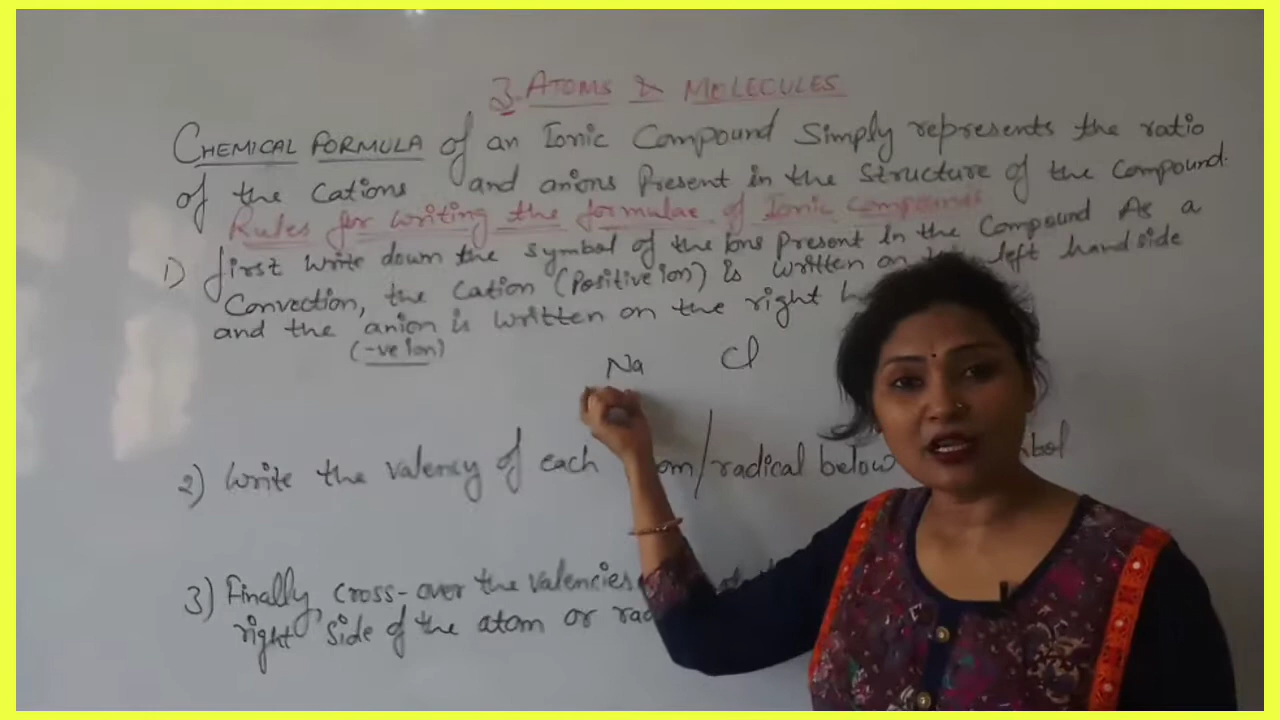 3. ATOMS & MOLECULES
CHEMICAL FORMULA of an Ionic Compound Simply represents the ratio
of the Cations and anions Present in the Structure of the Compound.
Rules for writing the formulae of Ionic Compounds
1) first write down the symbol of the Ions Present in the Compound As a
Convection, the Cation (Positive ion) is written on left hand side
and the anion is written on the right
(-ve ion)
Na Cl
2) Write the Valency of each /radical below
3) Finally, cross-over the Valencies
right side of the atom or